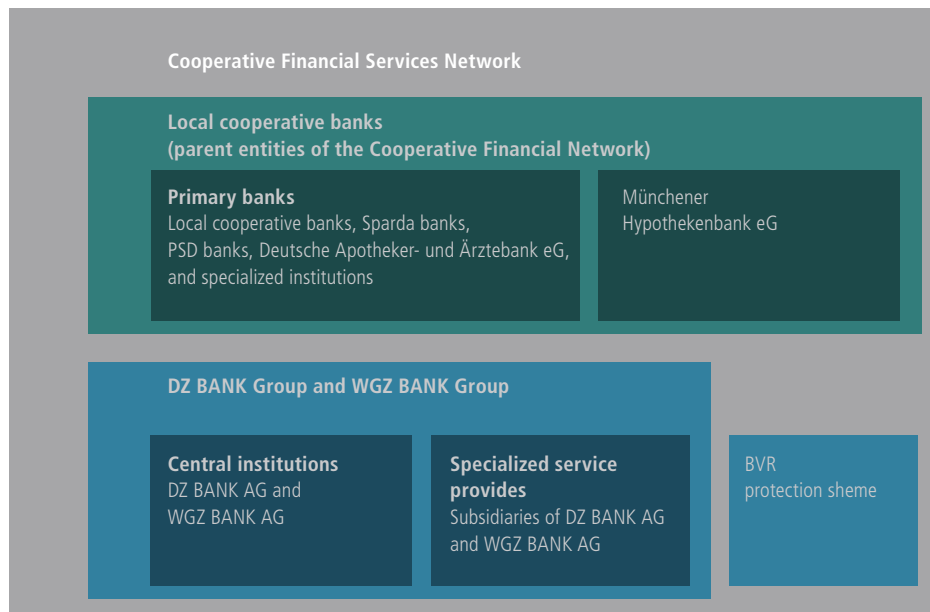 Cooperative Financial Services Network
Local cooperative banks
(parent entities of the Cooperative Financial Network)
Primary banks
Local cooperative banks, Sparda banks,
PSD banks, Deutsche Apotheker- und Ärztebank eG,
and specialized institutions
Münchener
Hypothekenbank eG
DZ BANK Group and WGZ BANK Group
Central institutions
DZ BANK AG and
WGZ BANK AG
Specialized service
provides
Subsidiaries of DZ BANK AG
and WGZ BANK AG
BVR
protection sheme